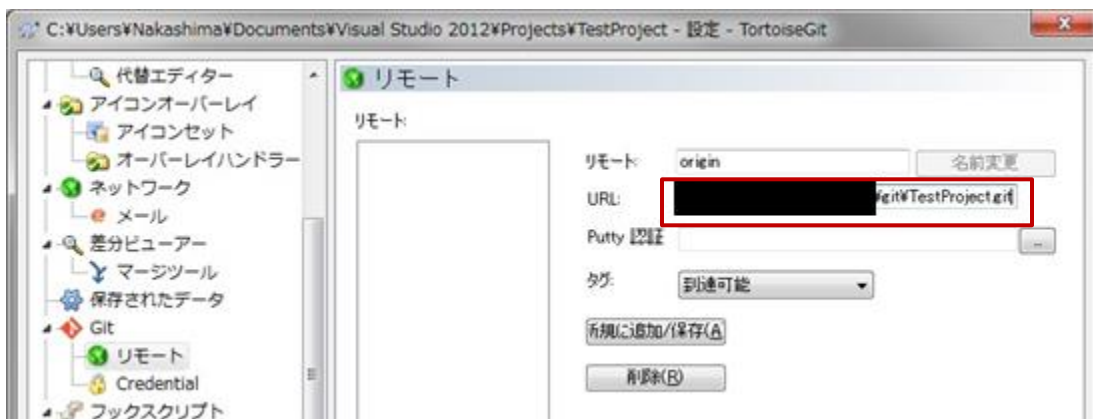 C:¥Users¥Nakashima¥Documents¥Visual Studio 2012¥Projects¥TestProject - 設定 - TortoiseGit
代替エディター
アイコンオーバーレイ
アイコンセット
オーバーレイハンドラー
ネットワーク
メール
差分ビューアー
マージツール
保存されたデータ
Git
リモート
Credential
フックスクリプト
リモート
リモート:
リモート: origin 名前変更
URL: ¥git¥TestProject.git
Putty 認証 ...
タグ: 到達可能
新規に追加/保存(A
削除(R)